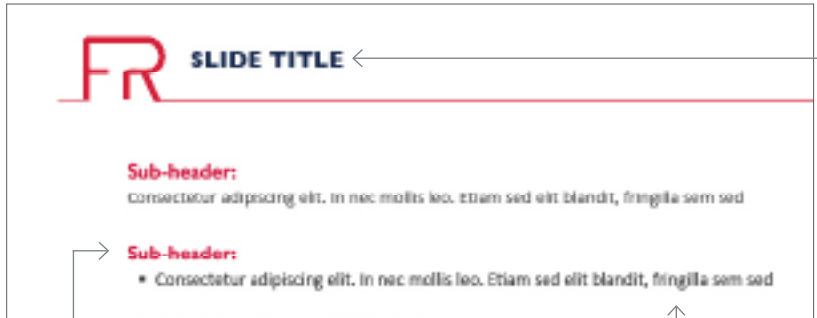 FR
SLIDE TITLE
Sub-header:
Consectetur adipiscing elit. In nec mollis leo. Etiam sed elit blandit, fringilla sem sed
Sub-header:
• Consectetur adipiscing elit. In nec mollis leo. Etiam sed elit blandit, fringilla sem sed